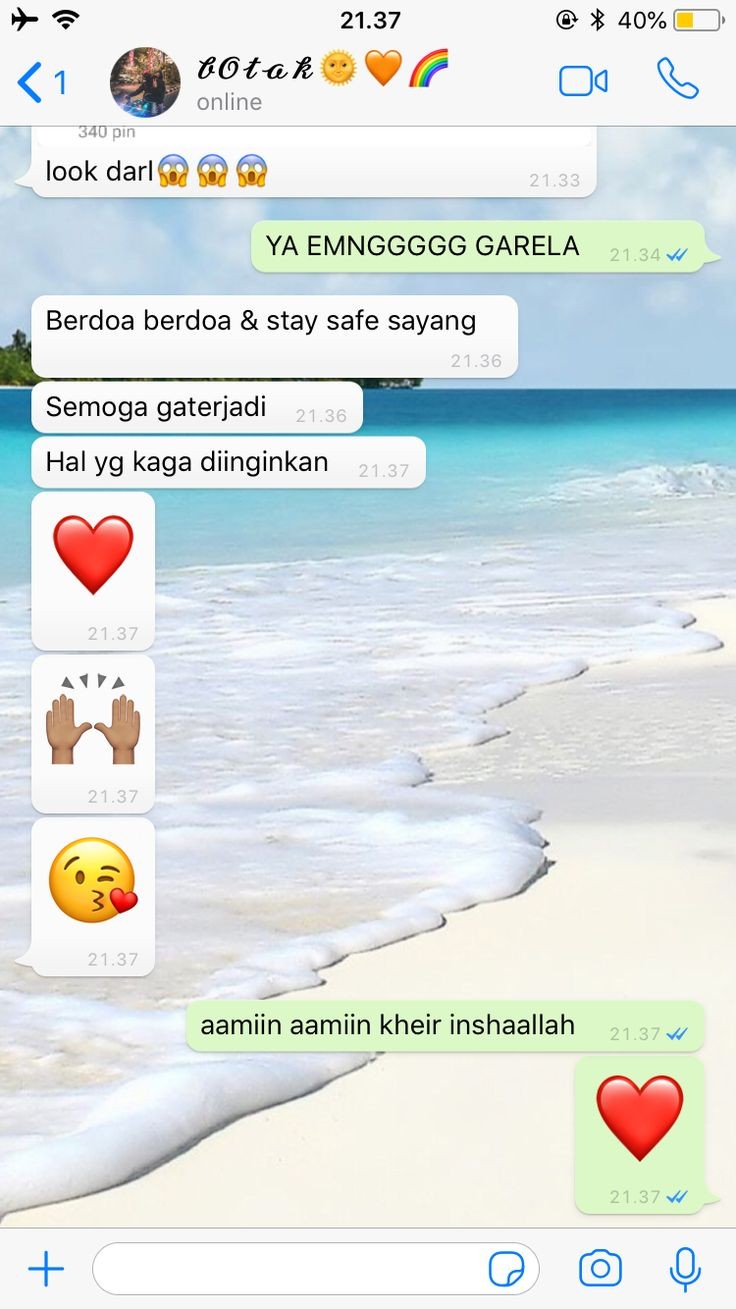 21.37
40%
1
𝓫𝓞𝓽𝓪𝓴🌞🧡🌈
online
340 pin
look darl😱😱😱
21.33
YA EMNGGGGG GARELA
21.34
Berdoa berdoa & stay safe sayang
21.36
Semoga gaterjadi
21.36
Hal yg kaga diinginkan
21.37
❤️
21.37
🙌🏽
21.37
😘
21.37
aamiin aamiin kheir inshaallah
21.37
❤️
21.37